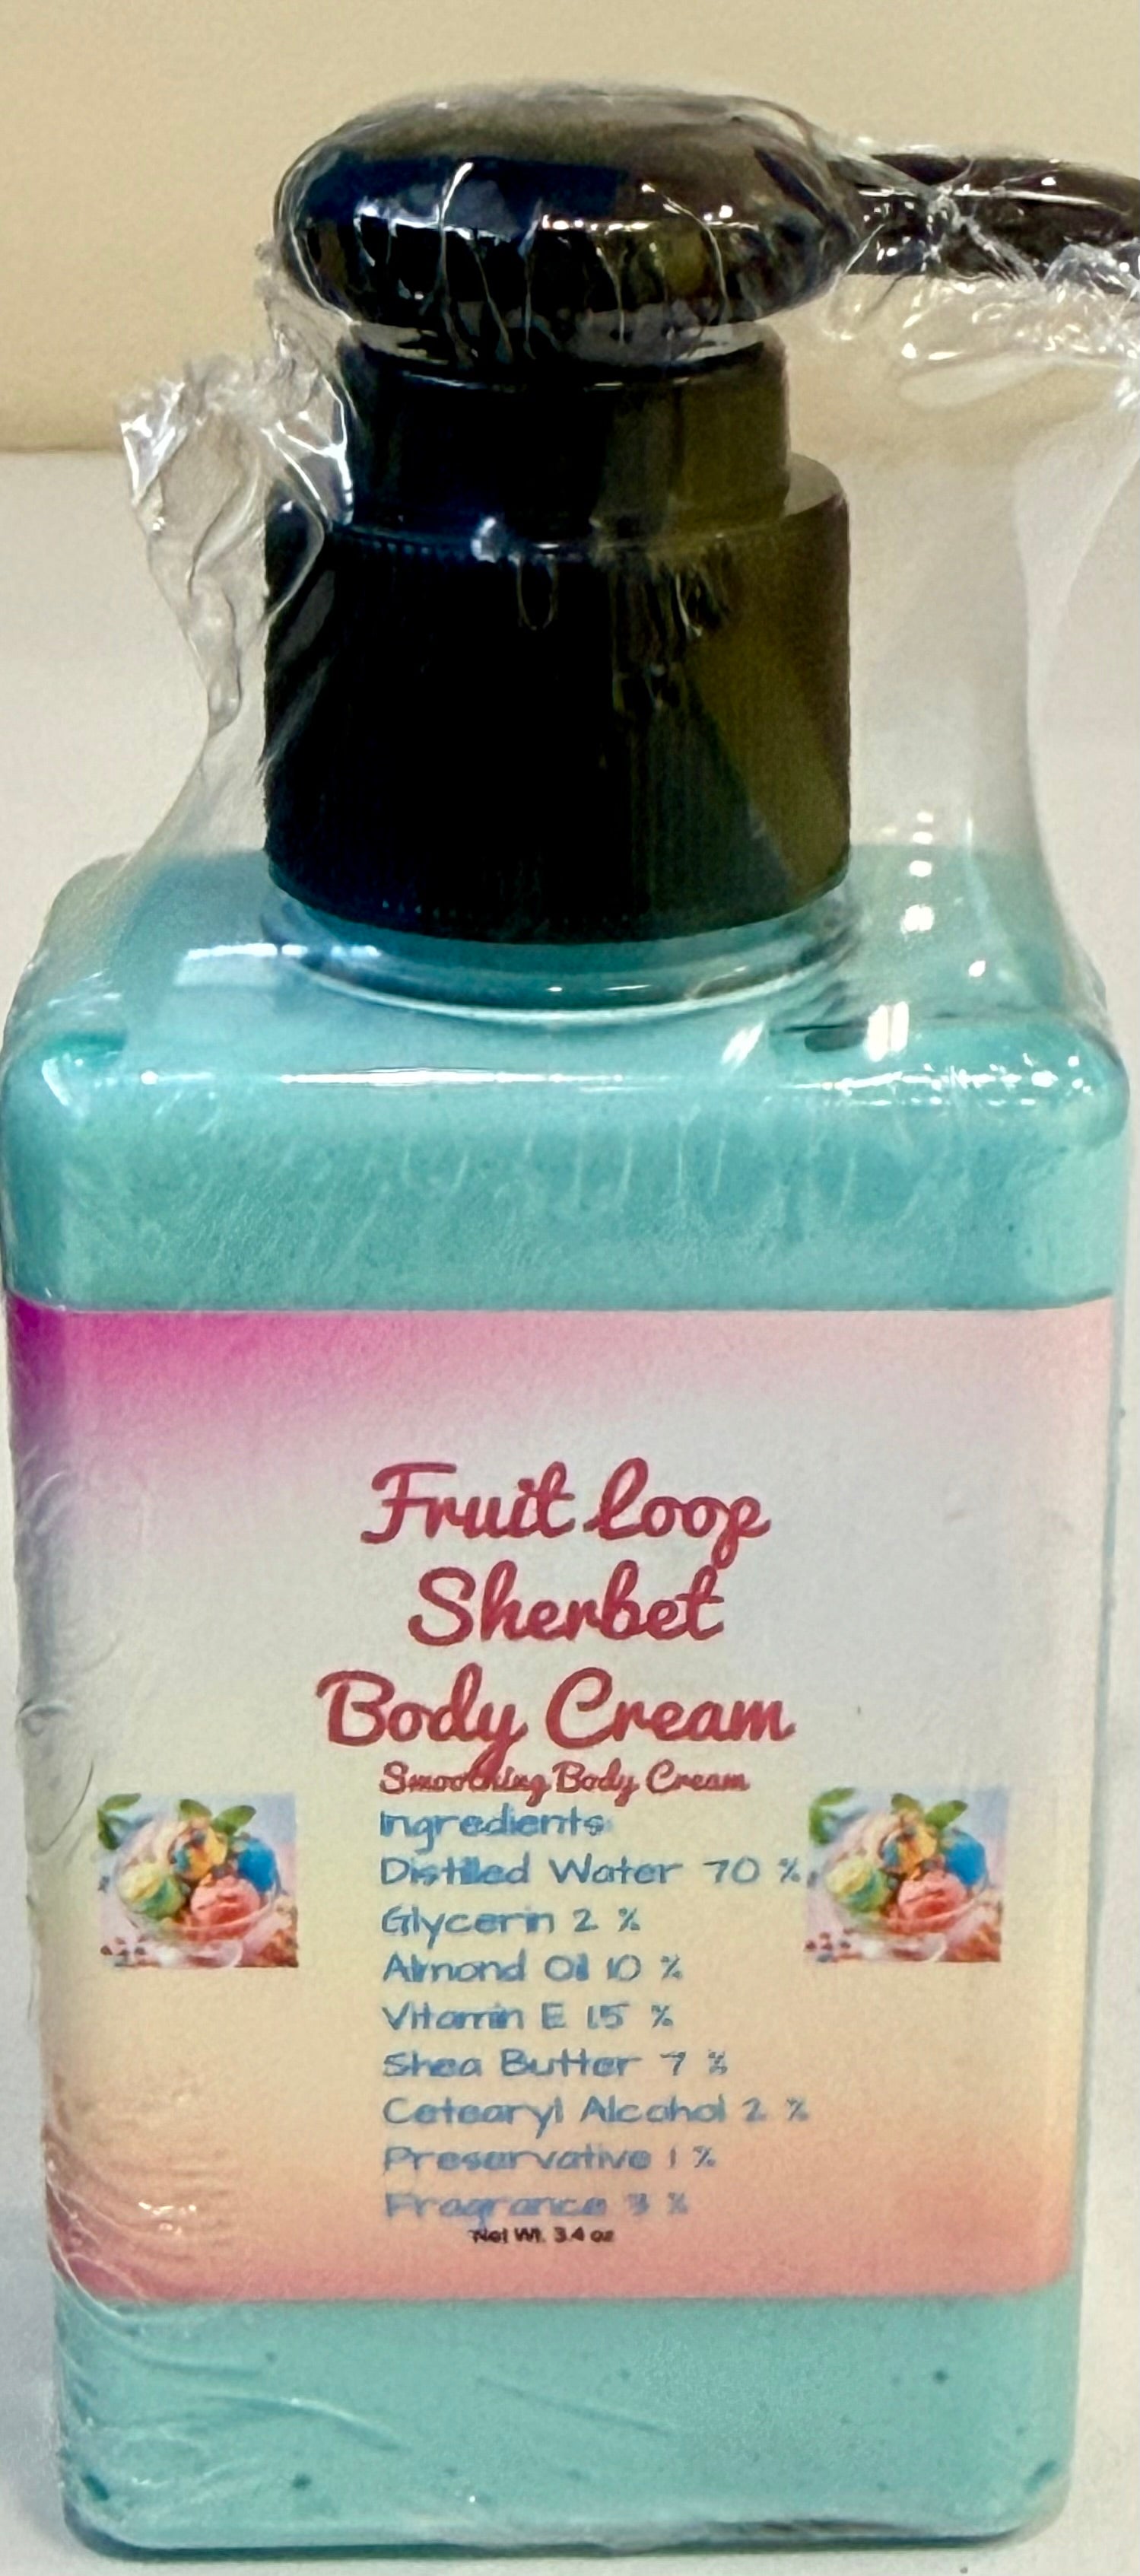 Fruit Loop
Sherbet
Body Cream
Smoothing Body Cream
Ingredients
Distilled Water 70 %
Glycerin 2 %
Almond Oil 10 %
Vitamin E 1.5 %
Shea Butter 7 %
Cetearyl Alcohol 2 %
Preservative 1 %
Fragrance 3 %
Net Wt. 3.4 oz